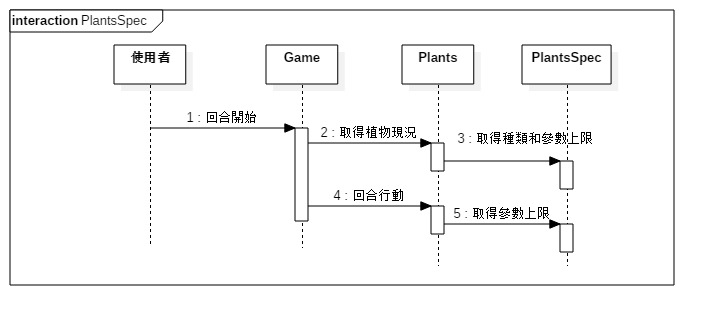 interaction PlantsSpec
使用者
Game
Plants
PlantsSpec
1 : 回合開始
2 : 取得植物現況
3 : 取得種類和參數上限
4 : 回合行動
5 : 取得參數上限